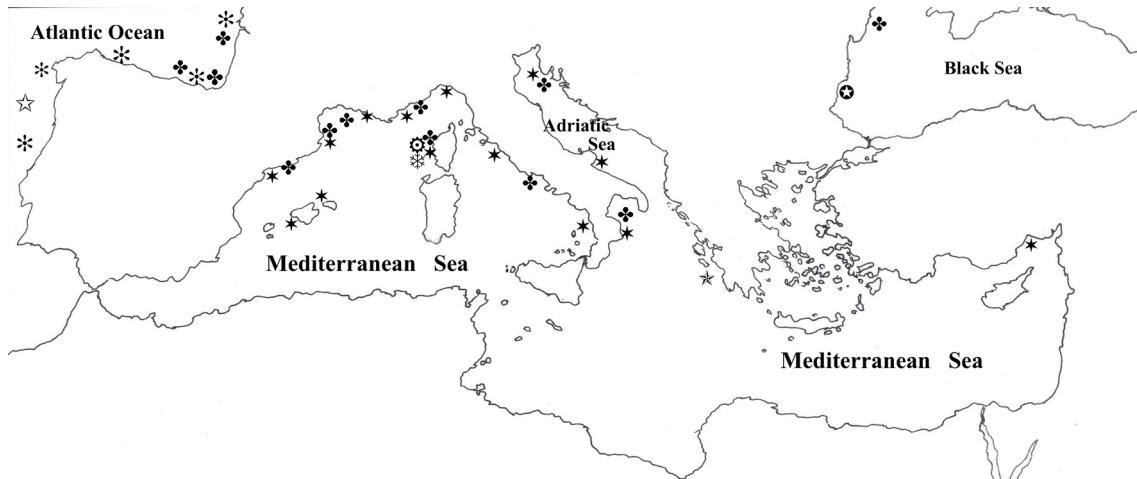 Atlantic Ocean
Black Sea
Adriatic
Sea
Mediterranean Sea
Mediterranean Sea